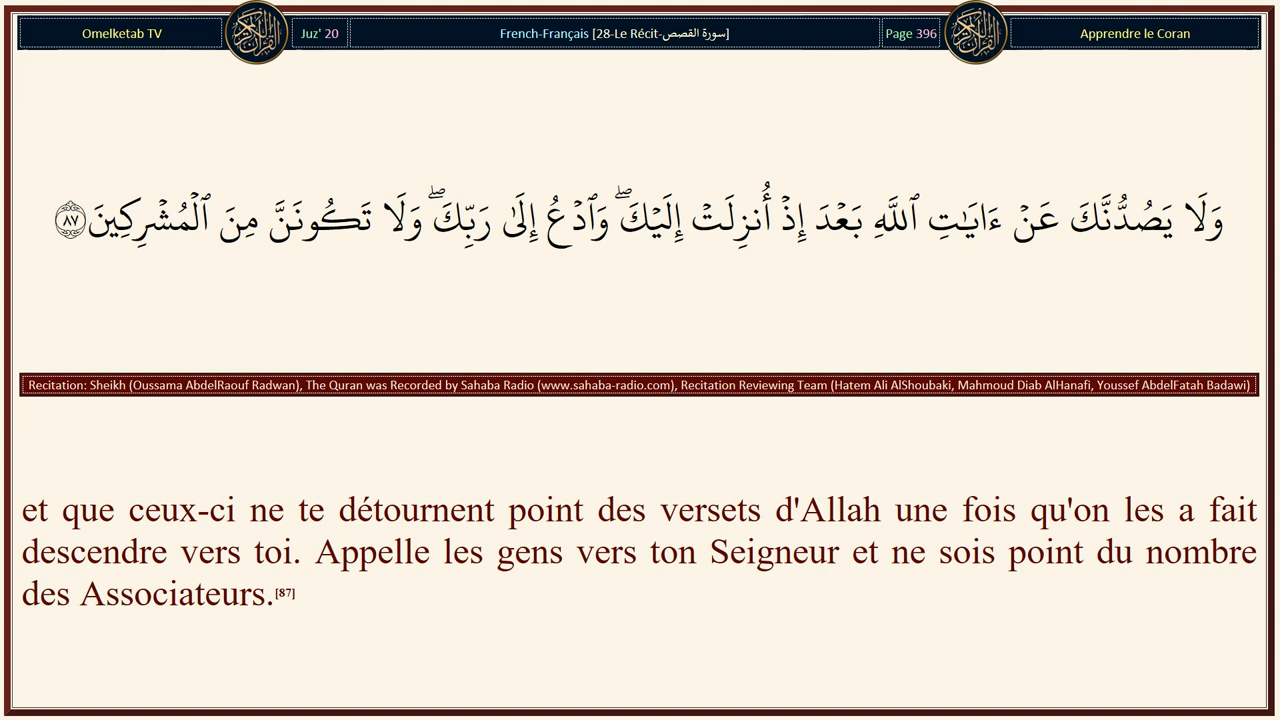 Omelketab TV
Juz' 20
French-Français [28-Le Récit-سورة القصص]
Page 396
Apprendre le Coran
وَلَا يَصُدُّنَّكَ عَنۡ ءَايَٰتِ ٱللَّهِ بَعۡدَ إِذۡ أُنزِلَتۡ إِلَيۡكَۖ وَٱدۡعُ إِلَىٰ رَبِّكَۖ وَلَا تَكُونَنَّ مِنَ ٱلۡمُشۡرِكِينَ ٨٧
Recitation: Sheikh (Oussama AbdelRaouf Radwan), The Quran was Recorded by Sahaba Radio (www.sahaba-radio.com), Recitation Reviewing Team (Hatem Ali AlShoubaki, Mahmoud Diab AlHanafi, Youssef AbdelFatah Badawi)
et que ceux-ci ne te détournent point des versets d'Allah une fois qu'on les a fait
descendre vers toi. Appelle les gens vers ton Seigneur et ne sois point du nombre
des Associateurs.[87]